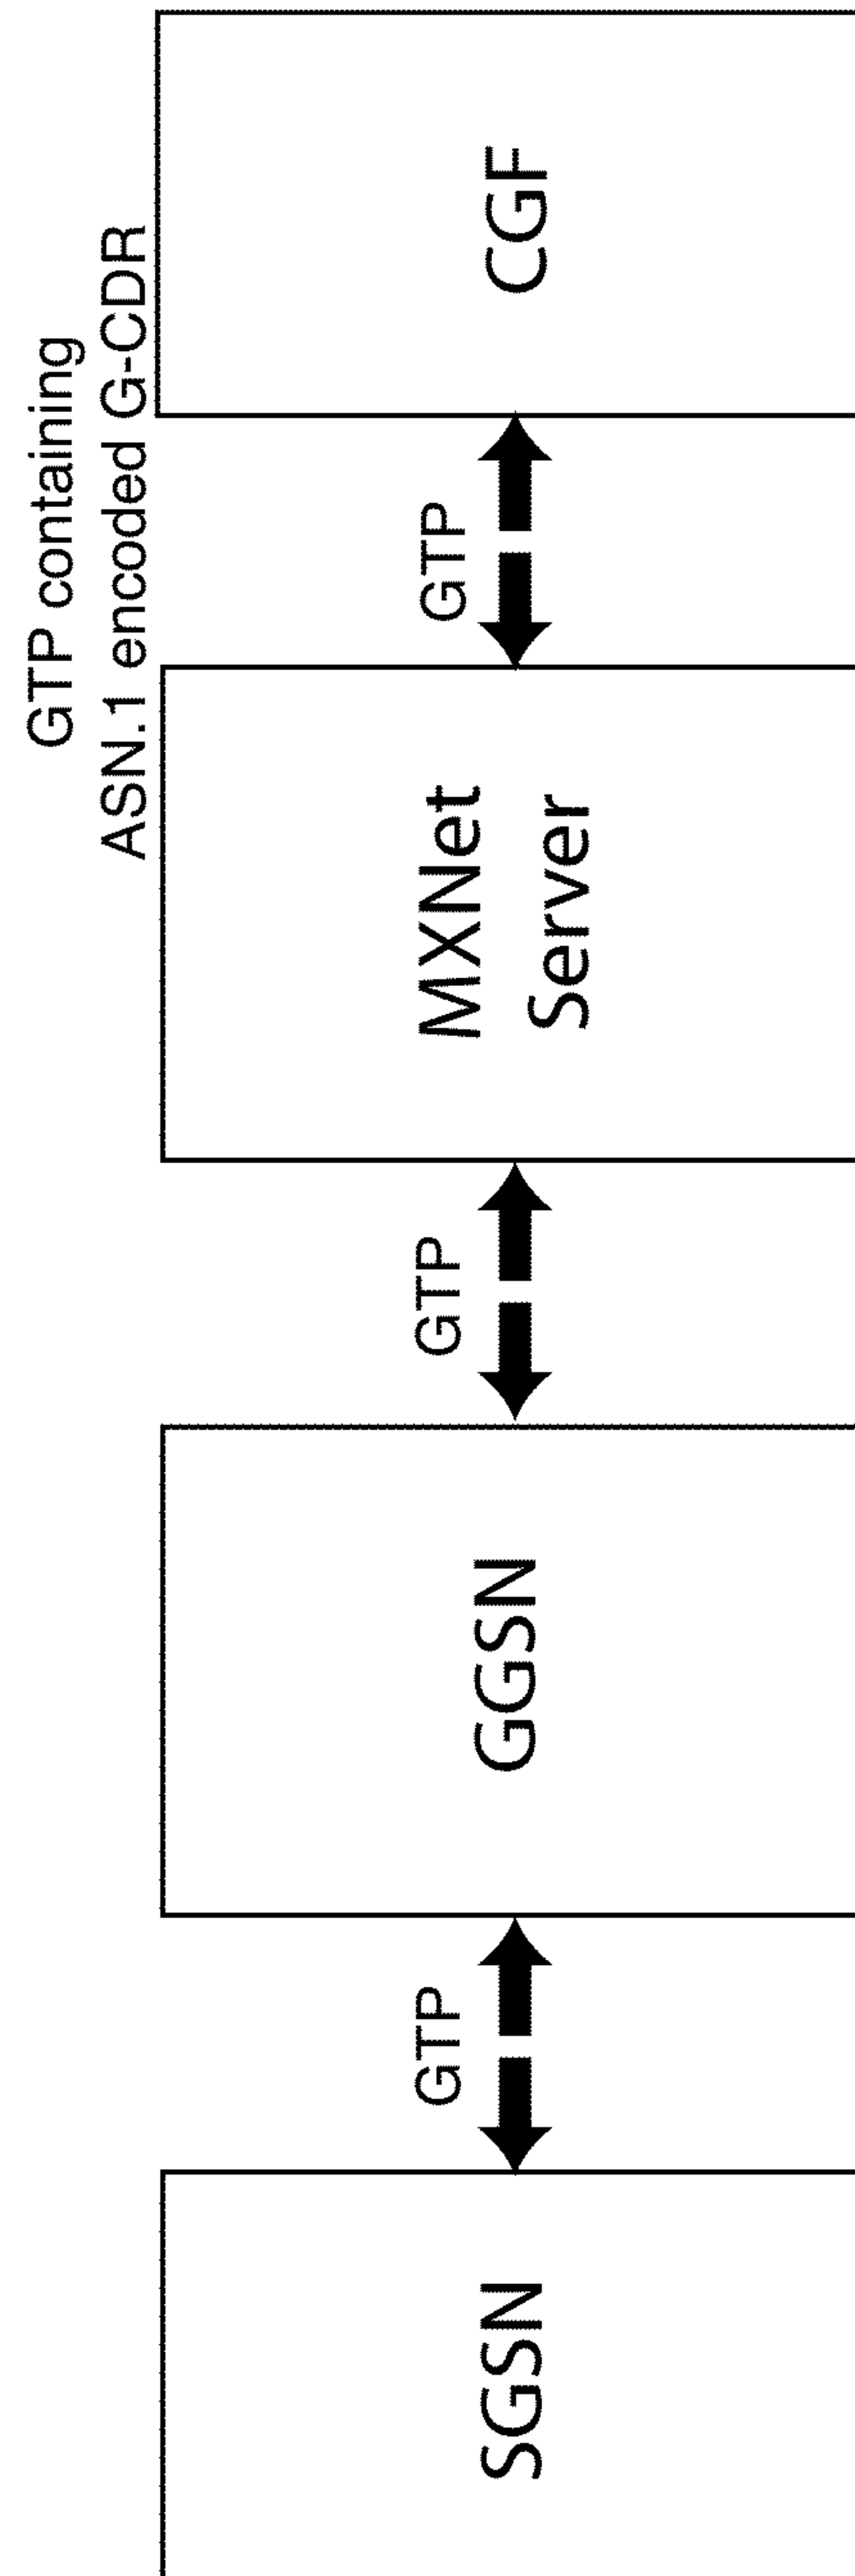 GTP containing
ASN.1 encoded G-CDR
SGSN
GTP
GGSN
GTP
MXNet
Server
GTP
CGF